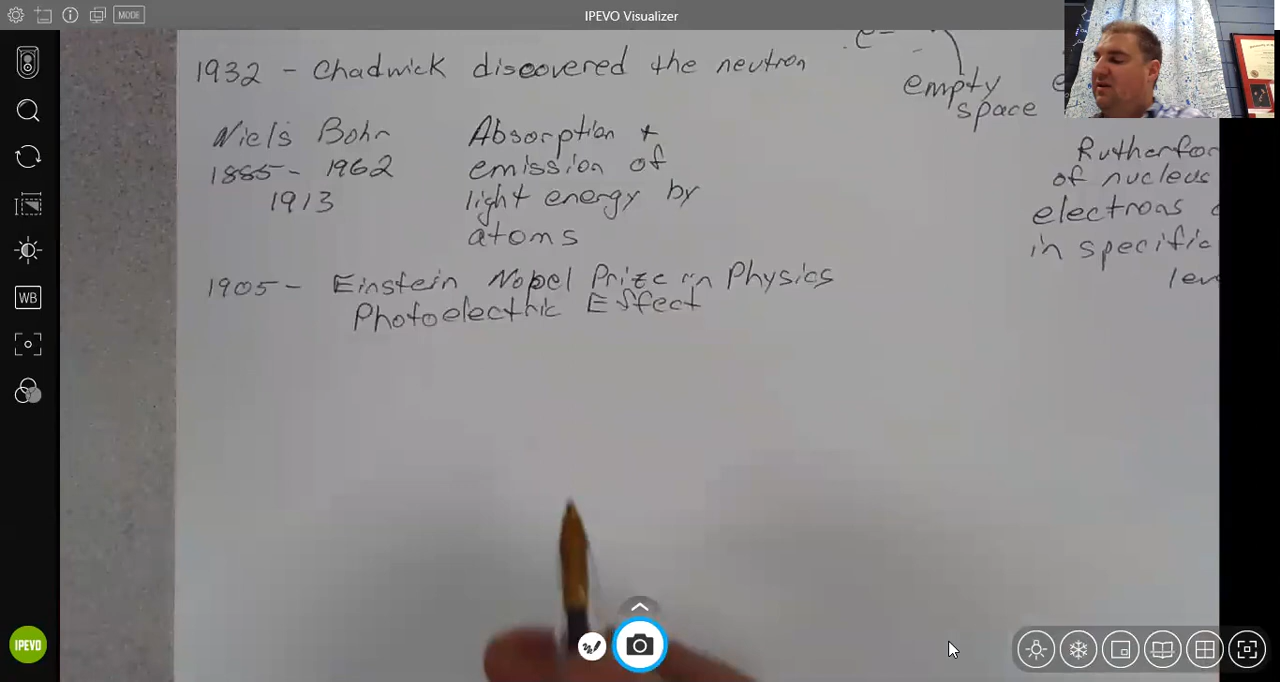 IPEVO Visualizer
MODE
1932 - Chadwick discovered the neutron
e-
empty
space
Niels Bohr
1885 - 1962
1913
Absorption +
emission of
light energy by
atoms
Rutherfor
of nucleus
electrons
in specific
lev
1905 - Einstein Nobel Prize in Physics
Photoelectric Effect
WB
IPEVO